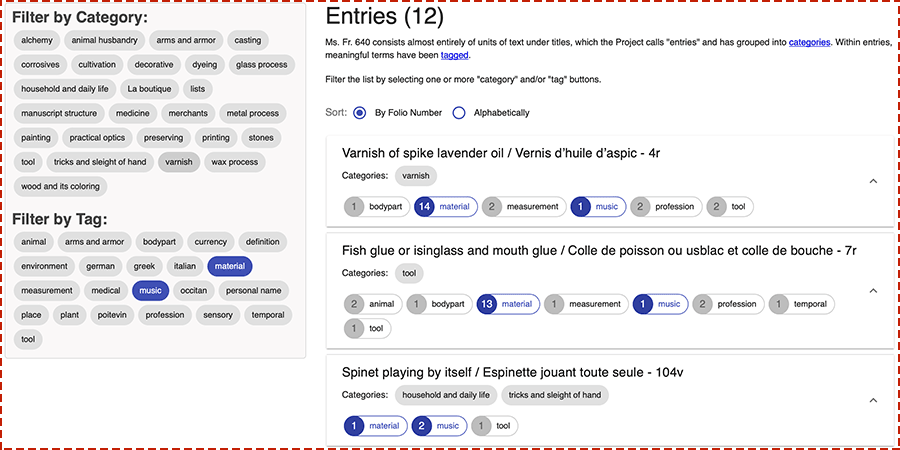 Filter by Category:
alchemy animal husbandry arms and armor casting
corrosives cultivation decorative dyeing glass process
household and daily life La boutique lists
manuscript structure medicine merchants metal process
painting practical optics preserving printing stones
tool tricks and sleight of hand varnish wax process
wood and its coloring
Filter by Tag:
animal arms and armor bodypart currency definition
environment german greek italian material
measurement medical music occitan personal name
place plant poitevin profession sensory temporal
tool
Entries (12)
Ms. Fr. 640 consists almost entirely of units of text under titles, which the Project calls "entries" and has grouped into categories. Within entries,
meaningful terms have been tagged.
Filter the list by selecting one or more "category" and/or "tag" buttons.
Sort: By Folio Number Alphabetically
Varnish of spike lavender oil / Vernis d’huile d’aspic - 4r
Categories: varnish
1 bodypart 14 material 2 measurement 1 music 2 profession 2 tool
Fish glue or isinglass and mouth glue / Colle de poisson ou usblac et colle de bouche - 7r
Categories: tool
2 animal 1 bodypart 13 material 1 measurement 1 music 2 profession 1 temporal
1 tool
Spinet playing by itself / Espinette jouant toute seule - 104v
Categories: household and daily life tricks and sleight of hand
1 material 2 music 1 tool